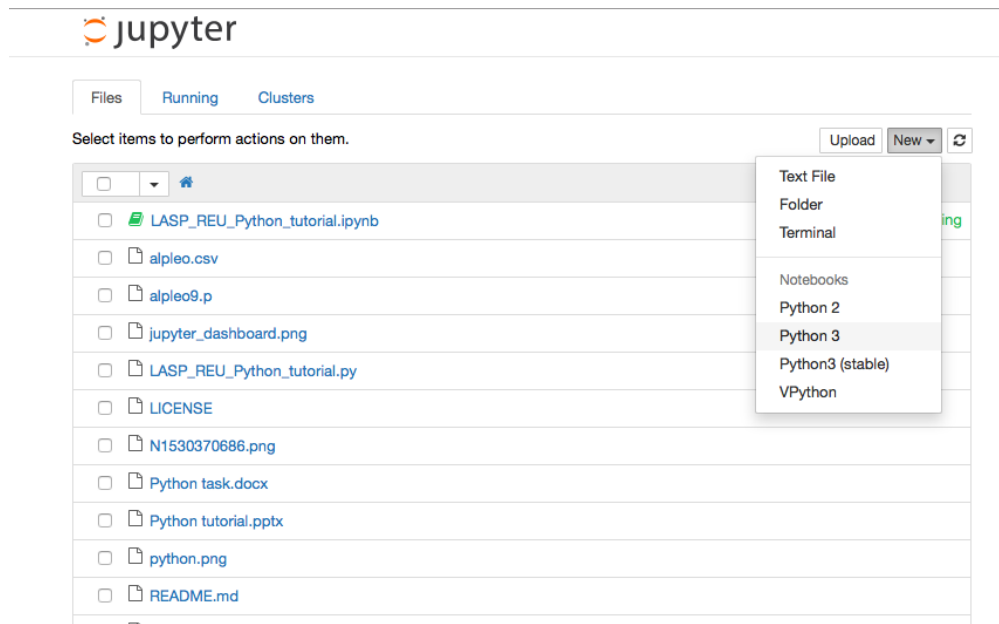 jupyter
Files Running Clusters
Select items to perform actions on them.
Upload New
Text File
Folder
Terminal
Notebooks
Python 2
Python 3
Python3 (stable)
VPython
LASP_REU_Python_tutorial.ipynb ing
alpleo.csv
alpleo9.p
jupyter_dashboard.png
LASP_REU_Python_tutorial.py
LICENSE
N1530370686.png
Python task.docx
Python tutorial.pptx
python.png
README.md